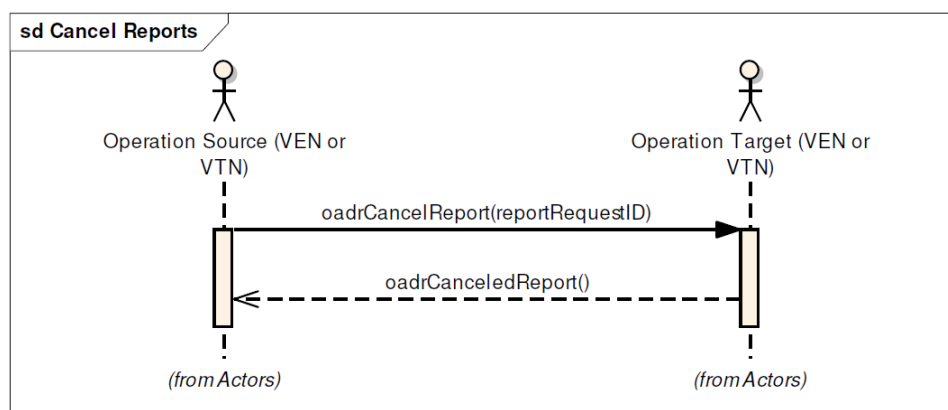 sd Cancel Reports
Operation Source (VEN or
VTN)
Operation Target (VEN or
VTN)
oadrCancelReport(reportRequestID)
oadrCanceledReport()
(from Actors)
(from Actors)